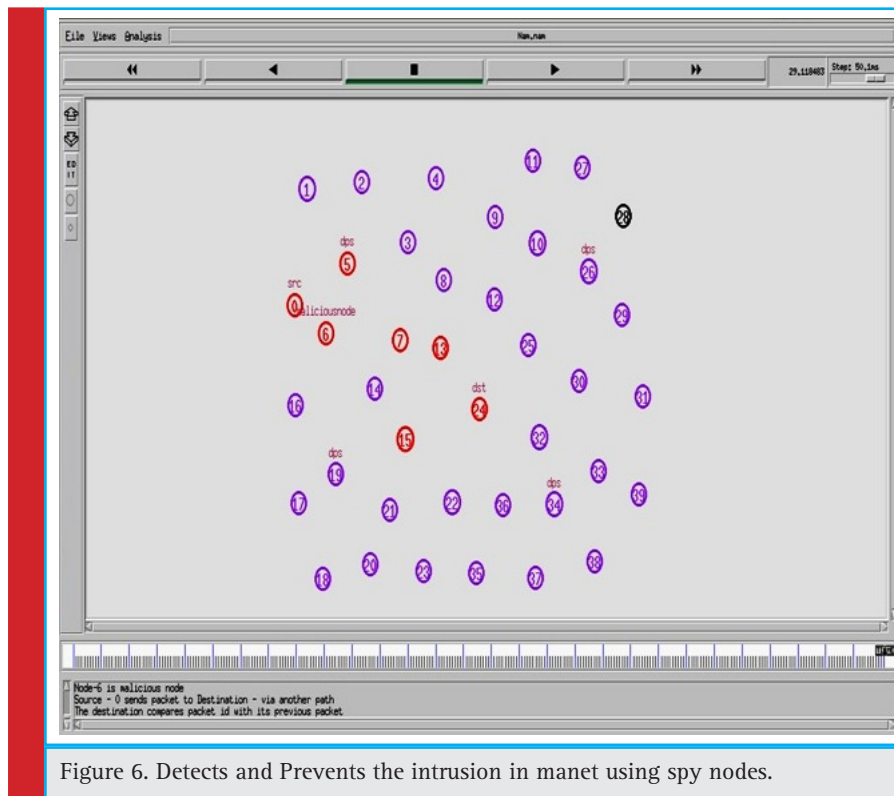 File Views Analysis
Nam.nam
29.118483
Step: 50.1ms
ED
IT
11
27
1
2
4
9
28
3
10
dps
dps
5
26
8
src
0
12
29
maliciousnode
6
7
13
25
14
30
31
16
dst
24
15
32
dps
19
33
dps
39
17
21
22
36
34
18
20
23
35
37
38
Node-6 is malicious node
Source - 0 sends packet to Destination - via another path
The destination compares packet id with its previous packet
Figure 6. Detects and Prevents the intrusion in manet using spy nodes.